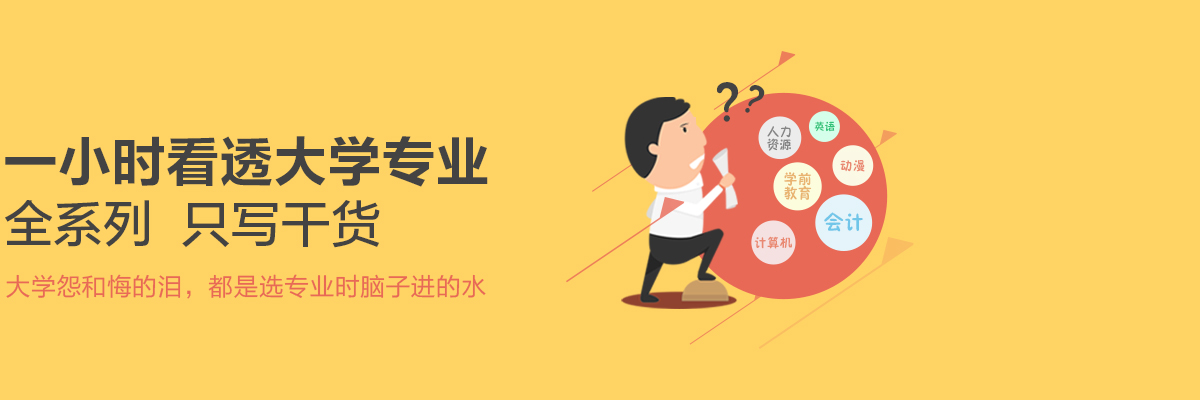 一小时看透大学专业
全系列 只写干货
大学怨和悔的泪，都是选专业时脑子进的水
??
人力
资源
英语
动漫
学前
教育
会计
计算机